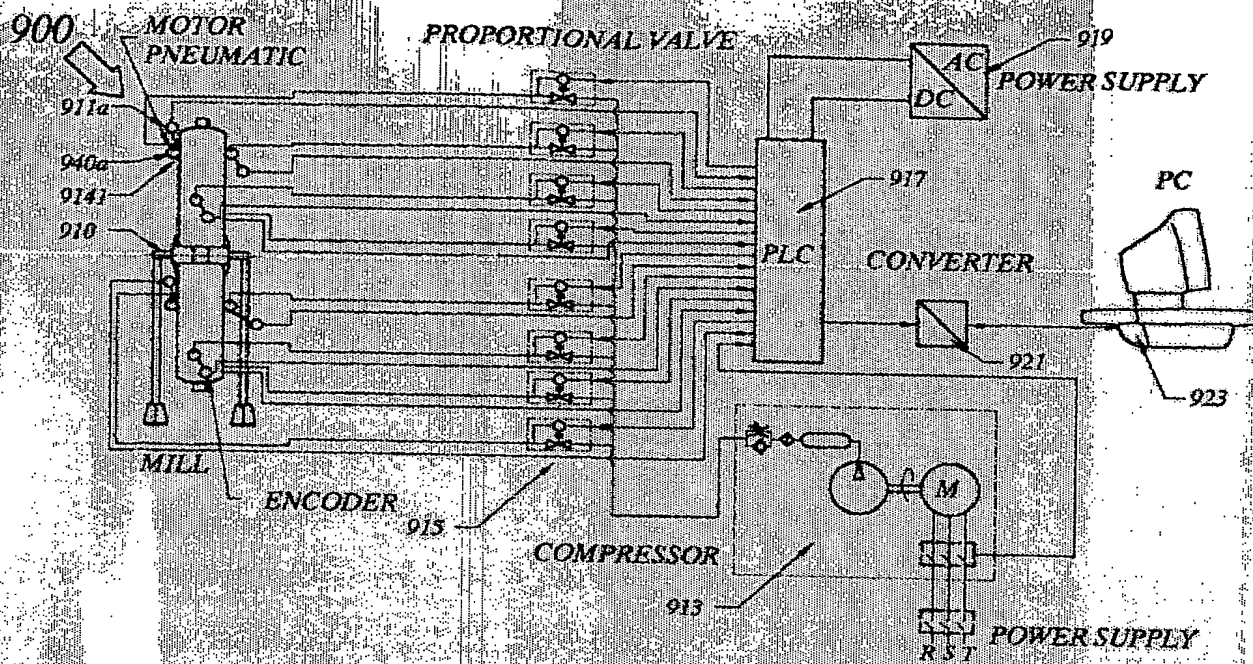 900
MOTOR
PNEUMATIC
PROPORTIONAL VALVE
919
AC
DC
POWER SUPPLY
911a
940a
9141
910
917
PLC
PC
CONVERTER
921
923
MILL
ENCODER
915
COMPRESSOR
M
913
POWER SUPPLY
R S T